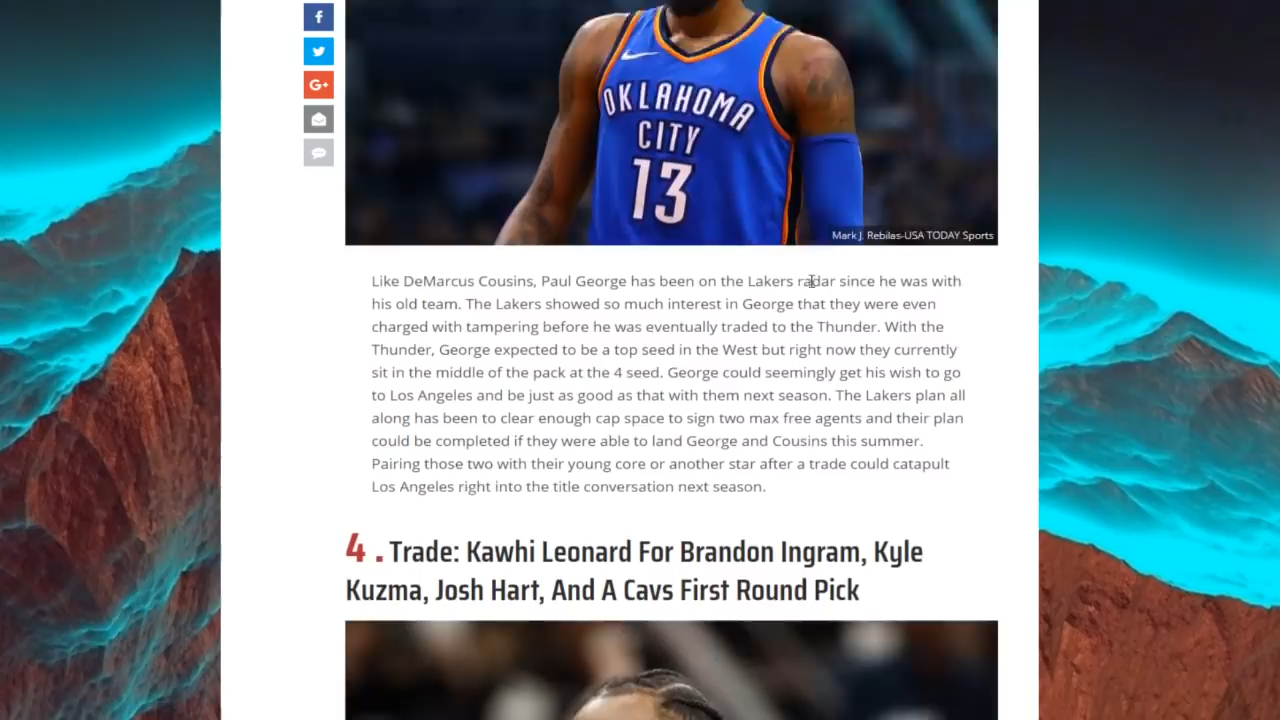 f
G+
OKLAHOMA
CITY
13
Mark J. Rebilas-USA TODAY Sports
Like DeMarcus Cousins, Paul George has been on the Lakers radar since he was with
his old team. The Lakers showed so much interest in George that they were even
charged with tampering before he was eventually traded to the Thunder. With the
Thunder, George expected to be a top seed in the West but right now they currently
sit in the middle of the pack at the 4 seed. George could seemingly get his wish to go
to Los Angeles and be just as good as that with them next season. The Lakers plan all
along has been to clear enough cap space to sign two max free agents and their plan
could be completed if they were able to land George and Cousins this summer.
Pairing those two with their young core or another star after a trade could catapult
Los Angeles right into the title conversation next season.
4 . Trade: Kawhi Leonard For Brandon Ingram, Kyle
Kuzma, Josh Hart, And A Cavs First Round Pick